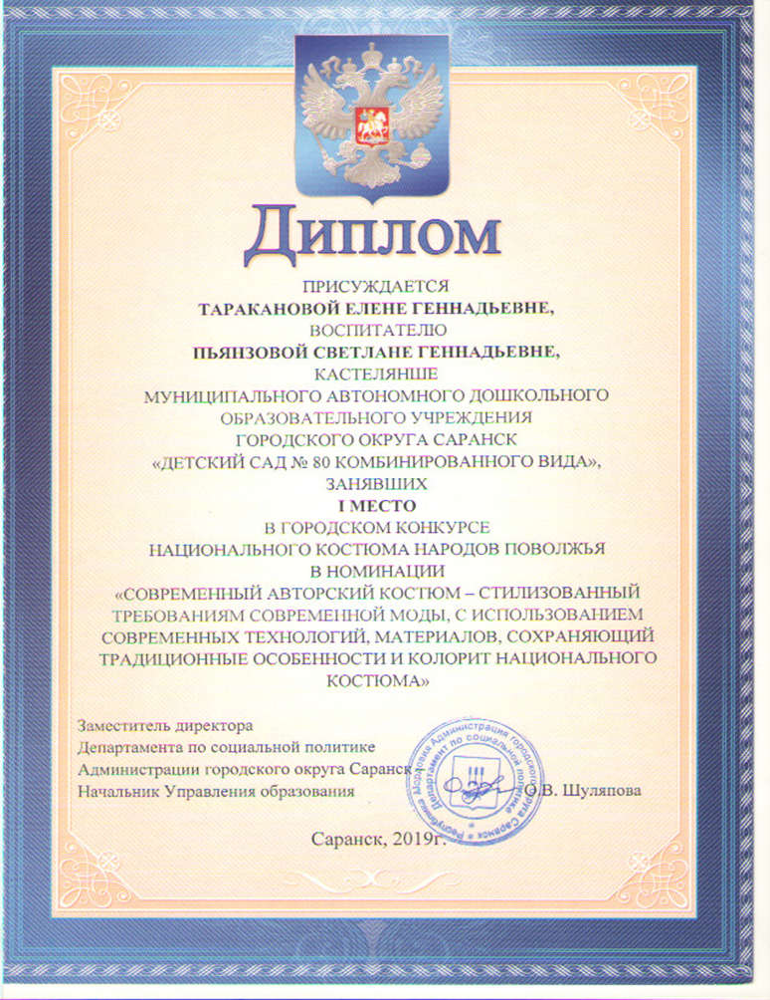 Диплом
ПРИСУЖДАЕТСЯ
ТАРАКАНОВОЙ ЕЛЕНЕ ГЕННАДЬЕВНЕ,
ВОСПИТАТЕЛЮ
ПЬЯНЗОВОЙ СВЕТЛАНЕ ГЕННАДЬЕВНЕ,
КАСТЕЛЯНШЕ
МУНИЦИПАЛЬНОГО АВТОНОМНОГО ДОШКОЛЬНОГО
ОБРАЗОВАТЕЛЬНОГО УЧРЕЖДЕНИЯ
ГОРОДСКОГО ОКРУГА САРАНСК
«ДЕТСКИЙ САД № 80 КОМБИНИРОВАННОГО ВИДА»,
ЗАНЯВШИХ
I МЕСТО
В ГОРОДСКОМ КОНКУРСЕ
НАЦИОНАЛЬНОГО КОСТЮМА НАРОДОВ ПОВОЛЖЬЯ
В НОМИНАЦИИ
«СОВРЕМЕННЫЙ АВТОРСКИЙ КОСТЮМ – СТИЛИЗОВАННЫЙ
ТРЕБОВАНИЯМ СОВРЕМЕННОЙ МОДЫ, С ИСПОЛЬЗОВАНИЕМ
СОВРЕМЕННЫХ ТЕХНОЛОГИЙ, МАТЕРИАЛОВ, СОХРАНЯЮЩИЙ
ТРАДИЦИОННЫЕ ОСОБЕННОСТИ И КОЛОРИТ НАЦИОНАЛЬНОГО
КОСТЮМА»
Заместитель директора
Департамента по социальной политике
Администрации городского округа Саранск -
Начальник Управления образования О.В. Шуляпова
Республика Мордовия Администрация городского округа Саранск
Департамент по социальной политике
Саранск, 2019г.